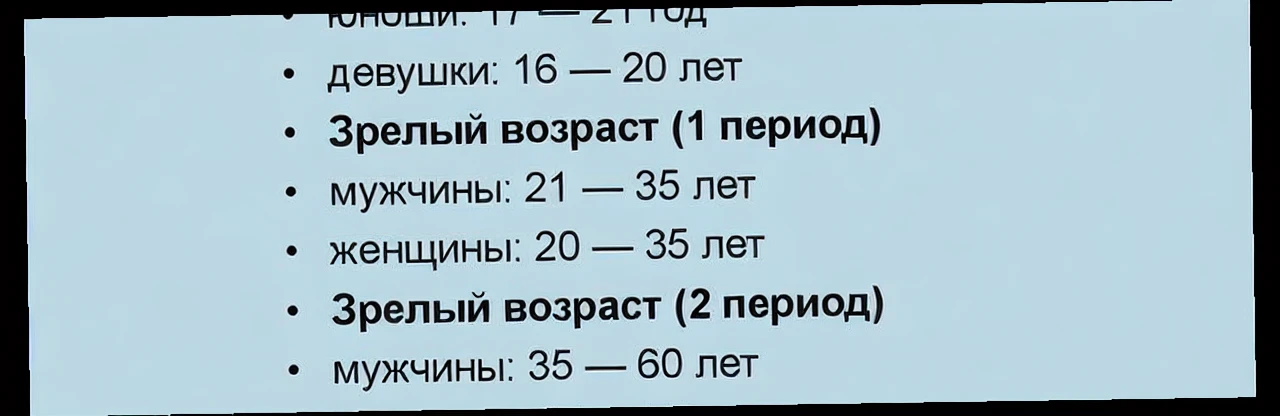 • юноши: 17 — 21 год
• девушки: 16 — 20 лет
• Зрелый возраст (1 период)
• мужчины: 21 — 35 лет
• женщины: 20 — 35 лет
• Зрелый возраст (2 период)
• мужчины: 35 — 60 лет